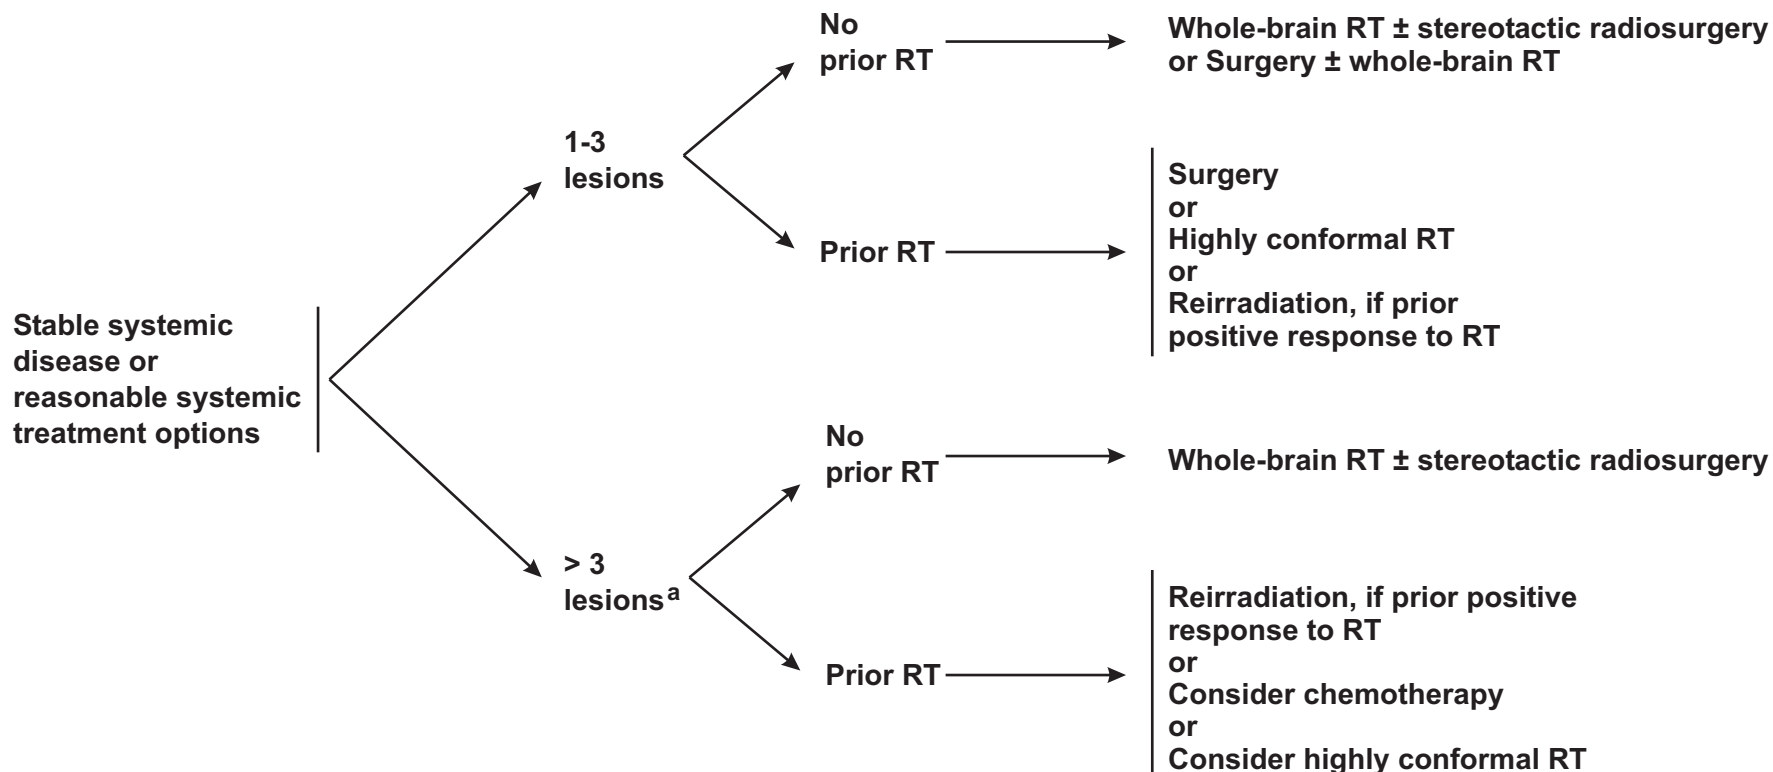 Stable systemic
disease or
reasonable systemic
treatment options
1-3
lesions
No
prior RT
Whole-brain RT ± stereotactic radiosurgery
or Surgery ± whole-brain RT
Prior RT
Surgery
or
Highly conformal RT
or
Reirradiation, if prior
positive response to RT
> 3
lesionsᵃ
No
prior RT
Whole-brain RT ± stereotactic radiosurgery
Prior RT
Reirradiation, if prior positive
response to RT
or
Consider chemotherapy
or
Consider highly conformal RT